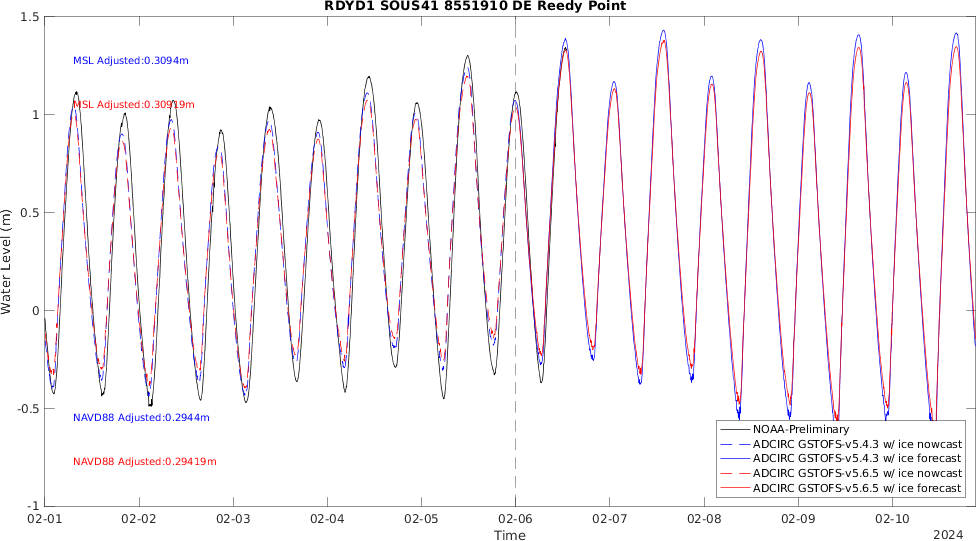 RDYD1 SOUS41 8551910 DE Reedy Point
1.5
MSL Adjusted:0.3094m
MSL Adjusted:0.30919m
1
0.5
Water Level (m)
0
-0.5
NAVD88 Adjusted:0.2944m
NAVD88 Adjusted:0.29419m
NOAA-Preliminary
ADCIRC GSTOFS-v5.4.3 w/ ice nowcast
ADCIRC GSTOFS-v5.4.3 w/ ice forecast
ADCIRC GSTOFS-v5.6.5 w/ ice nowcast
ADCIRC GSTOFS-v5.6.5 w/ ice forecast
-1
02-01 02-02 02-03 02-04 02-05 02-06 02-07 02-08 02-09 02-10
Time
2024